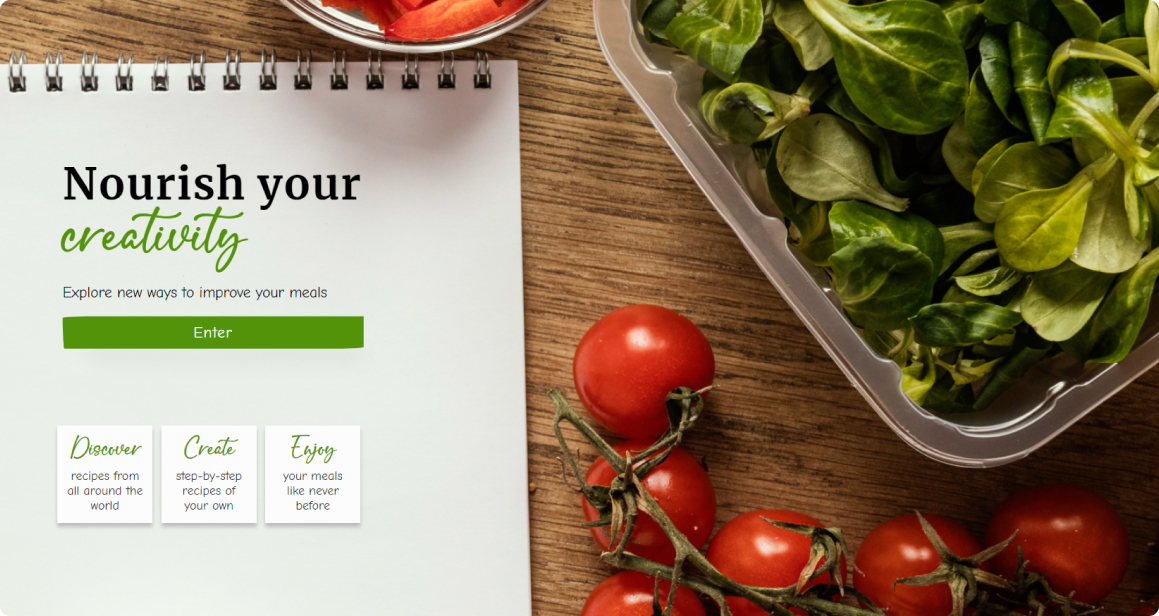 Nourish your
creativity
Explore new ways to improve your meals
Enter
Discover
recipes from
all around the
world
Create
step-by-step
recipes of
your own
Enjoy
your meals
like never
before